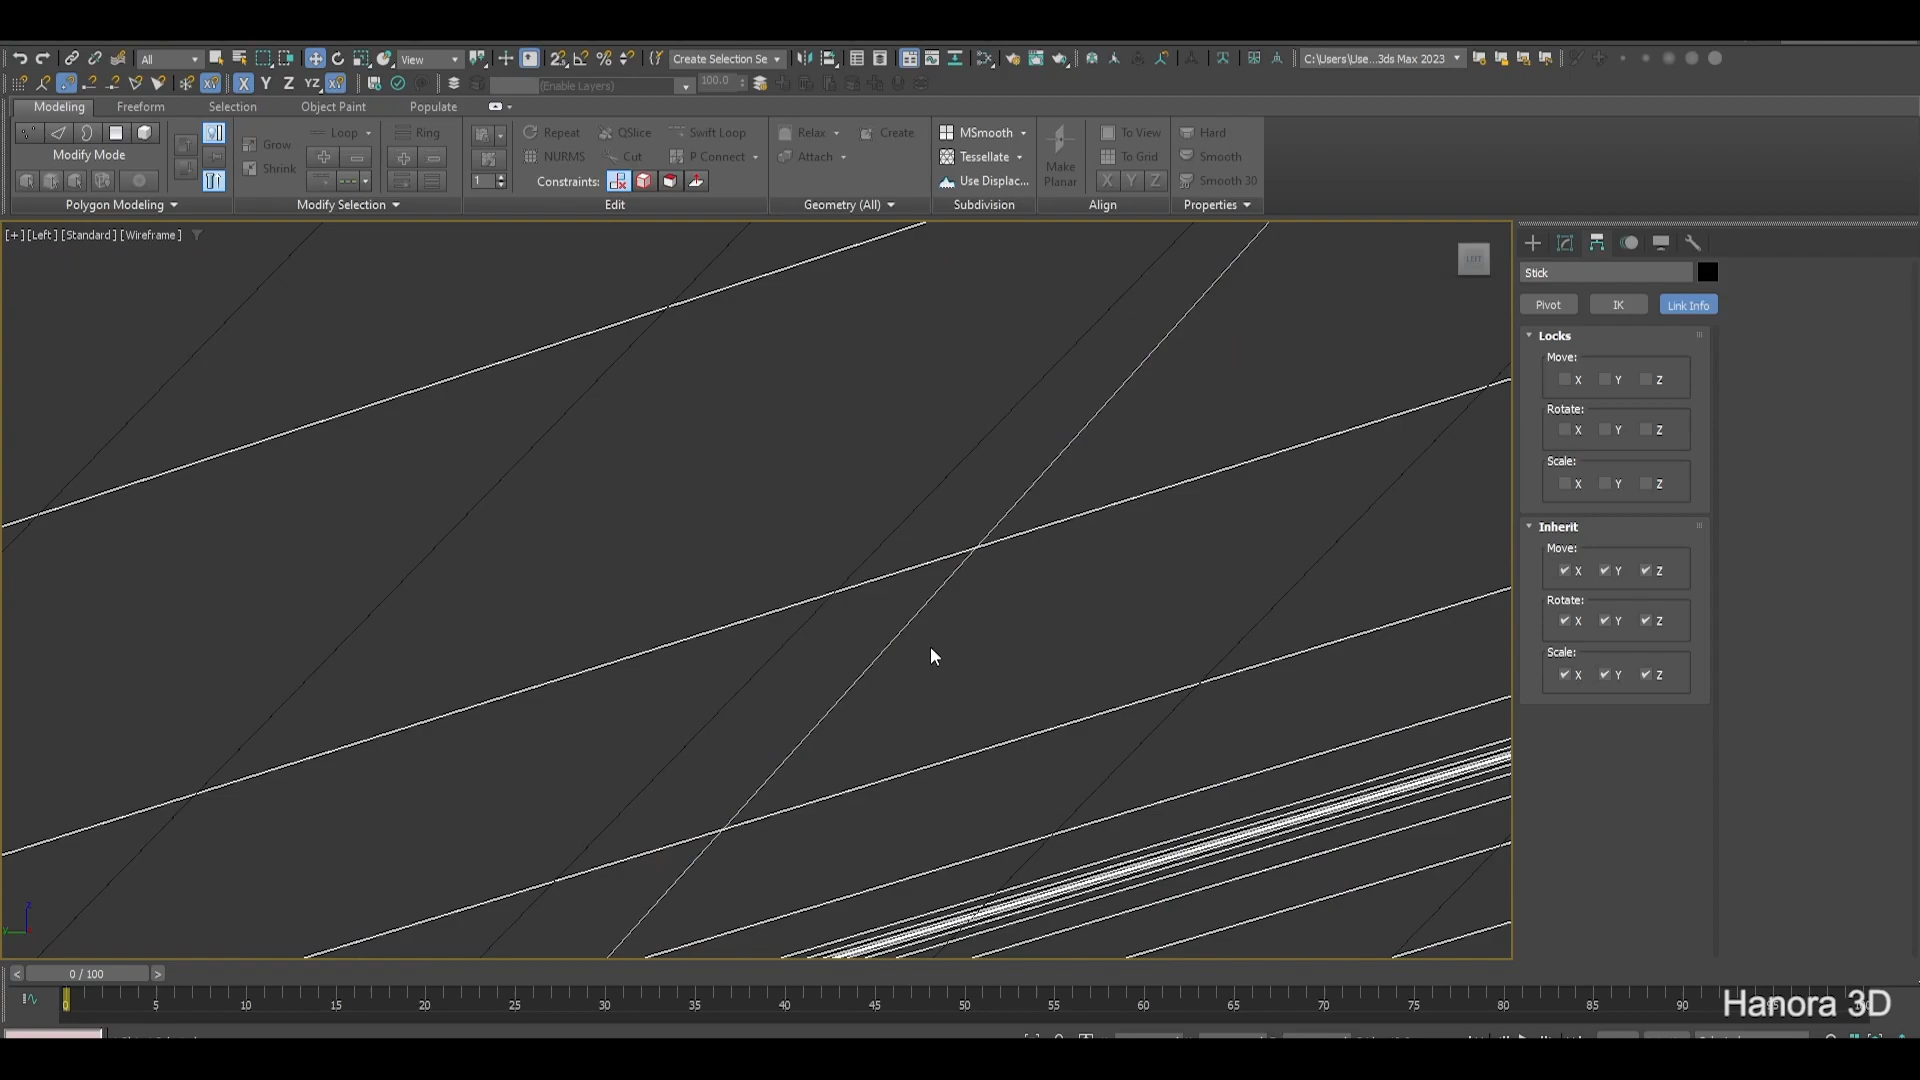 All
View
Create Selection Se
C:\Users\Use...3ds Max 2023
X Y Z YZ
(Enable Layers)
100.0
Modeling Freeform Selection Object Paint Populate
Loop Ring Repeat QSlice Swift Loop Relax Create MSmooth To View Hard
Modify Mode Grow NURMS Cut P Connect Attach Tessellate Make Planar To Grid Smooth
Shrink 1 Constraints: Use Displac... X Y Z Smooth 30
Polygon Modeling Modify Selection Edit Geometry (All) Subdivision Align Properties
[+] [Left] [Standard] [Wireframe]
LEFT
Stick
Pivot IK Link Info
Locks
Move:
X Y Z
Rotate:
X Y Z
Scale:
X Y Z
Inherit
Move:
X Y Z
Rotate:
X Y Z
Scale:
X Y Z
z
y
< 0 / 100 >
0 5 10 15 20 25 30 35 40 45 50 55 60 65 70 75 80 85 90
Hanora 3D